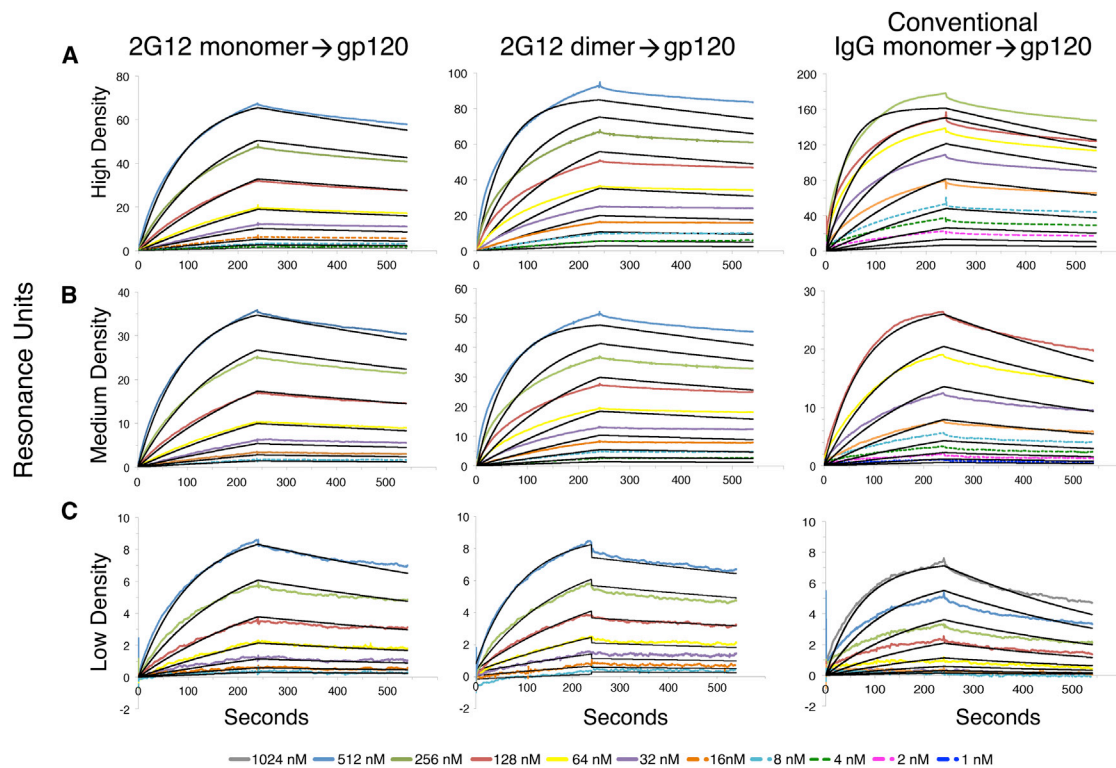 2G12 monomer→gp120
2G12 dimer→gp120
Conventional
IgG monomer→gp120
A
High Density
80
60
40
20
0
0 100 200 300 400 500
100
80
60
40
20
0
0 100 200 300 400 500
200
160
120
80
40
0
0 100 200 300 400 500
B
Resonance Units
Medium Density
40
30
20
10
0
0 100 200 300 400 500
60
50
40
30
20
10
0
0 100 200 300 400 500
30
20
10
0
0 100 200 300 400 500
C
Low Density
10
8
6
4
2
0
-2
0 100 200 300 400 500
10
8
6
4
2
0
-2
0 100 200 300 400 500
10
8
6
4
2
0
-2
0 100 200 300 400 500
Seconds
Seconds
Seconds
1024 nM 512 nM 256 nM 128 nM 64 nM 32 nM 16nM 8 nM 4 nM 2 nM 1 nM